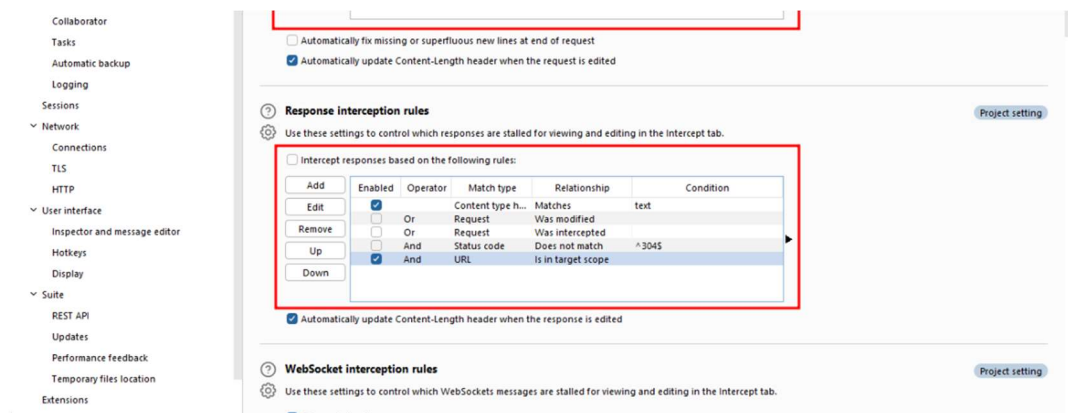 Collaborator
Tasks
Automatic backup
Logging
Sessions
Network
Connections
TLS
HTTP
User interface
Inspector and message editor
Hotkeys
Display
Suite
REST API
Updates
Performance feedback
Temporary files location
Extensions
Automatically fix missing or superfluous new lines at end of request
Automatically update Content-Length header when the request is edited
Response interception rules
Project setting
Use these settings to control which responses are stalled for viewing and editing in the Intercept tab.
Intercept responses based on the following rules:
Add
Edit
Remove
Up
Down
Enabled Operator Match type Relationship Condition
Content type h... Matches text
Or Request Was modified
Or Request Was intercepted
And Status code Does not match ^304$
And URL Is in target scope
Automatically update Content-Length header when the response is edited
WebSocket interception rules
Project setting
Use these settings to control which WebSockets messages are stalled for viewing and editing in the Intercept tab.